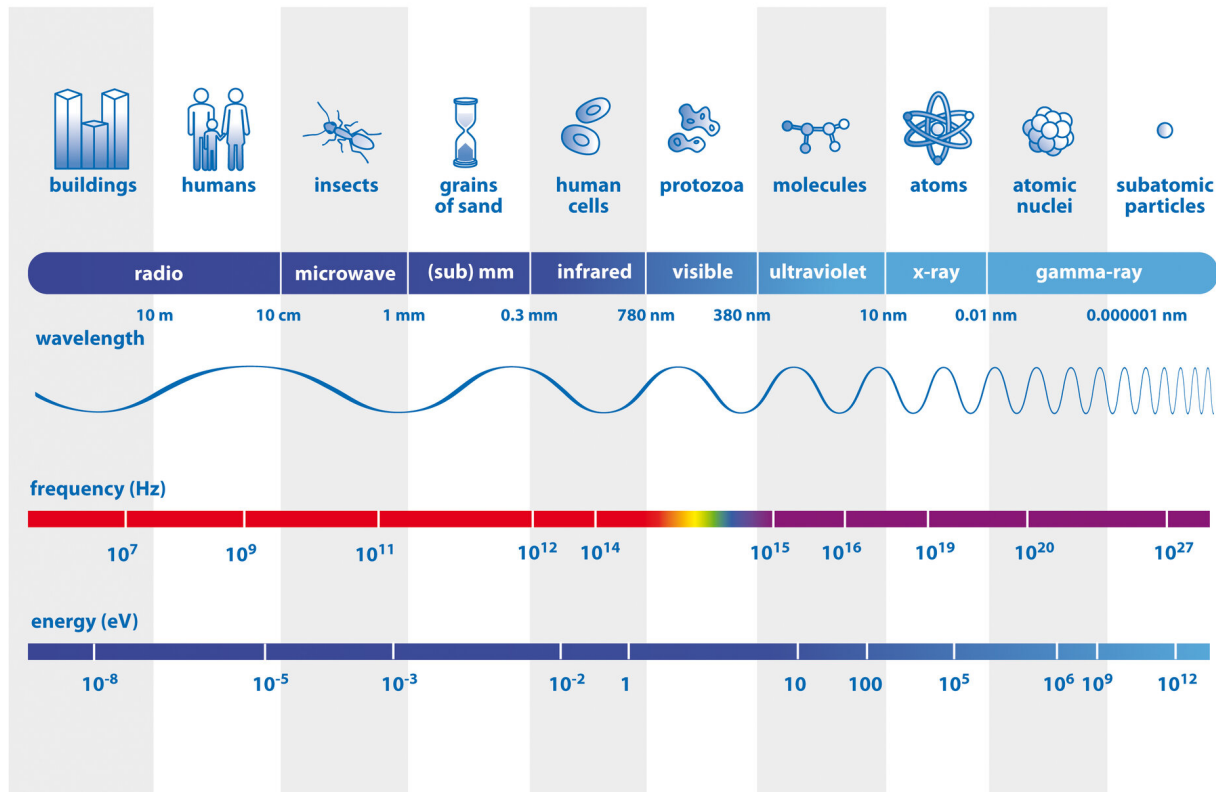 buildings
humans
insects
grains
of sand
human
cells
protozoa
molecules
atoms
atomic
nuclei
subatomic
particles
radio
microwave
(sub) mm
infrared
visible
ultraviolet
x-ray
gamma-ray
10 m
10 cm
1 mm
0.3 mm
780 nm
380 nm
10 nm
0.01 nm
0.000001 nm
wavelength
frequency (Hz)
10⁷
10⁹
10¹¹
10¹²
10¹⁴
10¹⁵
10¹⁶
10¹⁹
10²⁰
10²⁷
energy (eV)
10⁻⁸
10⁻⁵
10⁻³
10⁻²
1
10
100
10⁵
10⁶
10⁹
10¹²